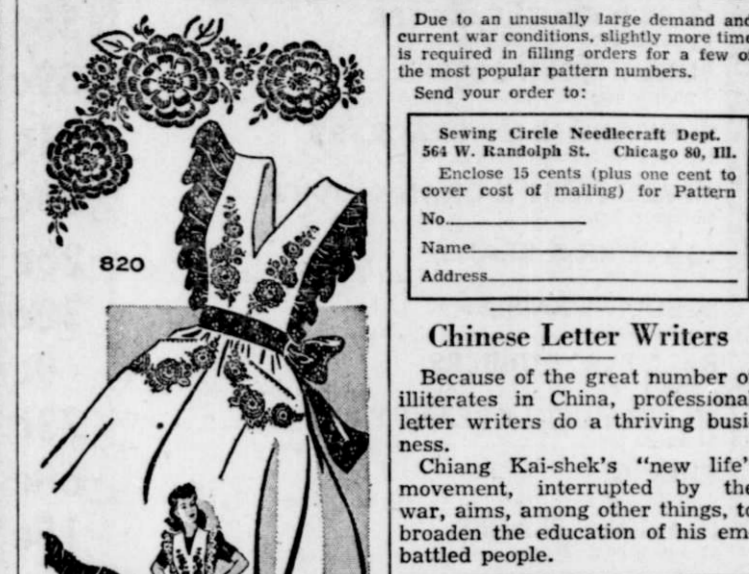 820
Due to an unusually large demand and
current war conditions, slightly more time
is required in filling orders for a few of
the most popular pattern numbers.
Send your order to:
Sewing Circle Needlecraft Dept.
564 W. Randolph St. Chicago 80, Ill.
Enclose 15 cents (plus one cent to
cover cost of mailing) for Pattern
No.
Name
Address
Chinese Letter Writers
Because of the great number of
illiterates in China, professional
letter writers do a thriving busi
ness.
Chiang Kai-shek's "new life"
movement, interrupted by the
war, aims, among other things, to
broaden the education of his em
battled people.